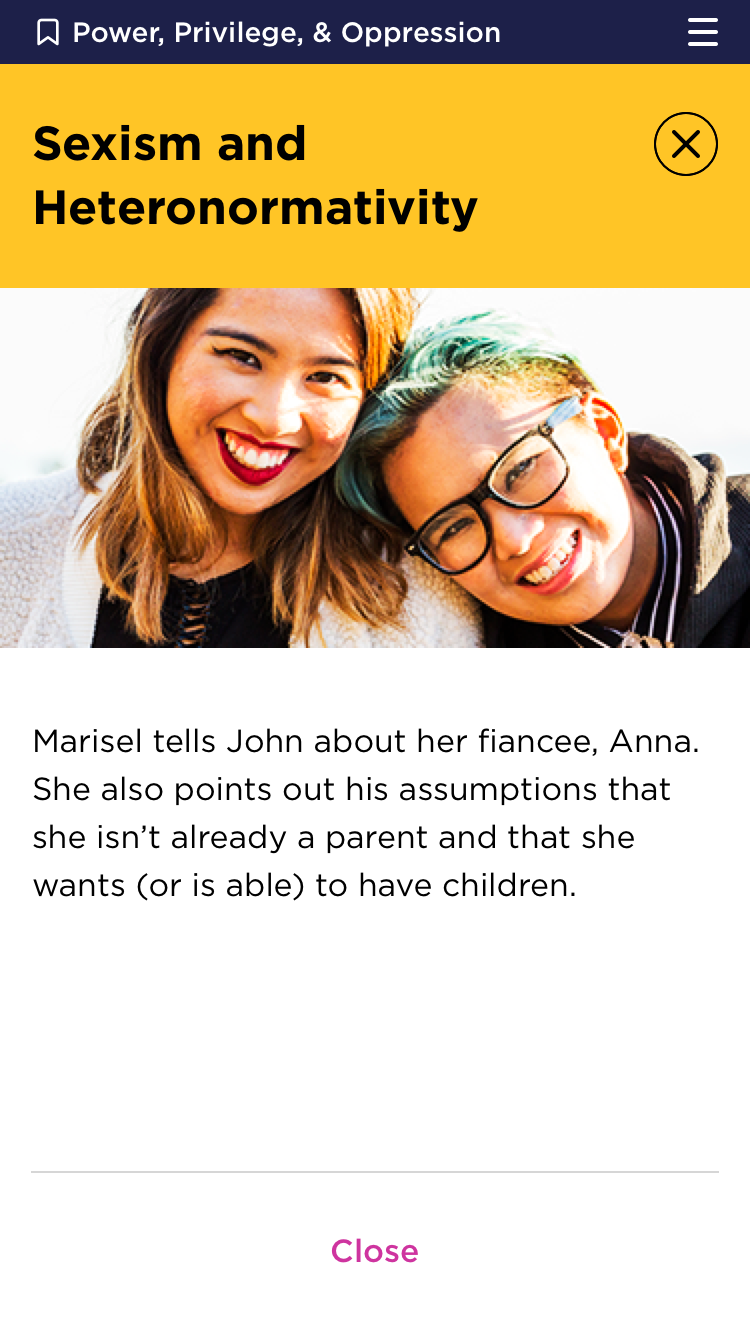 Power, Privilege, & Oppression
Sexism and
Heteronormativity
Marisel tells John about her fiancee, Anna.
She also points out his assumptions that
she isn’t already a parent and that she
wants (or is able) to have children.
Close